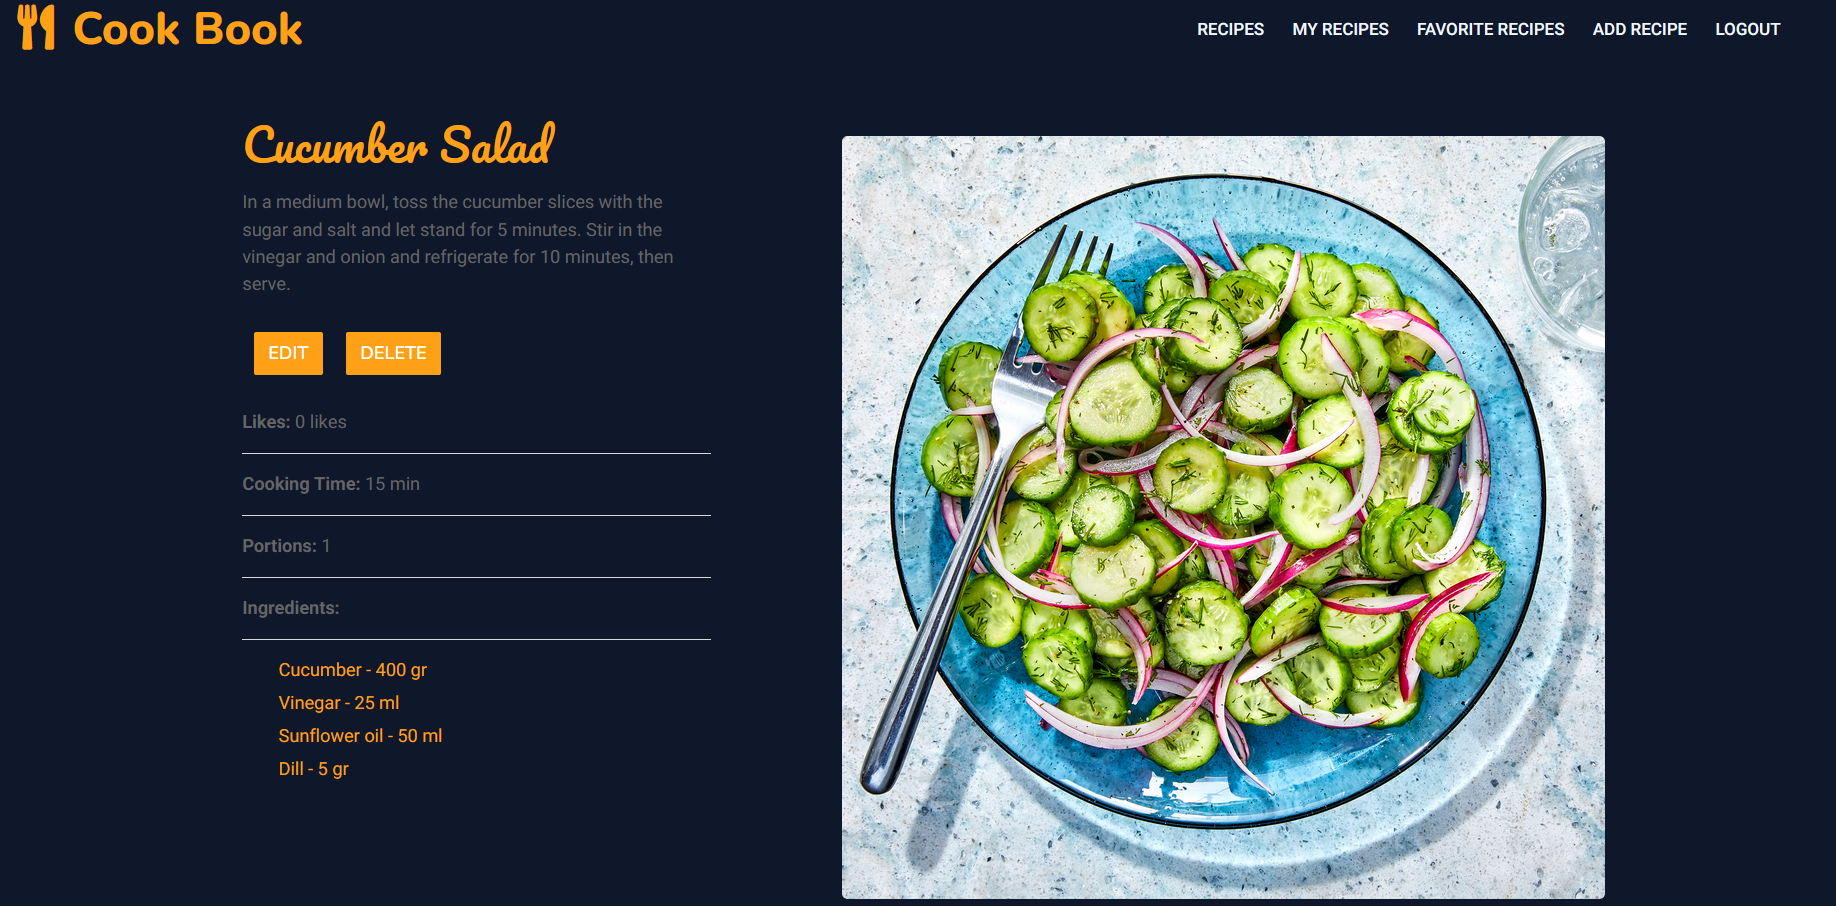 Cook Book
RECIPES MY RECIPES FAVORITE RECIPES ADD RECIPE LOGOUT
Cucumber Salad
In a medium bowl, toss the cucumber slices with the
sugar and salt and let stand for 5 minutes. Stir in the
vinegar and onion and refrigerate for 10 minutes, then
serve.
EDIT DELETE
Likes: 0 likes
Cooking Time: 15 min
Portions: 1
Ingredients:
Cucumber - 400 gr
Vinegar - 25 ml
Sunflower oil - 50 ml
Dill - 5 gr